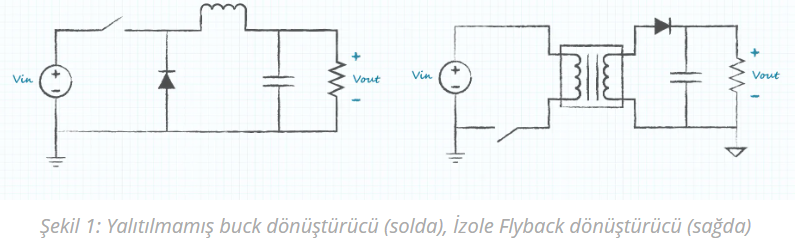 Vin
+
−
+
Vout
−
Vin
+
−
+
Vout
−
Şekil 1: Yalıtılmamış buck dönüştürücü (solda), İzole Flyback dönüştürücü (sağda)